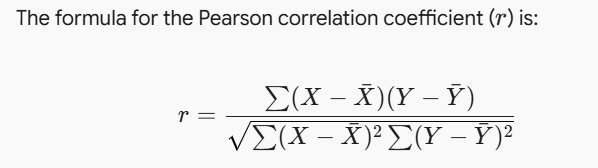 The formula for the Pearson correlation coefficient (r) is:
r = ∑(X − X̄)(Y − Ȳ) / √∑(X − X̄)² ∑(Y − Ȳ)²